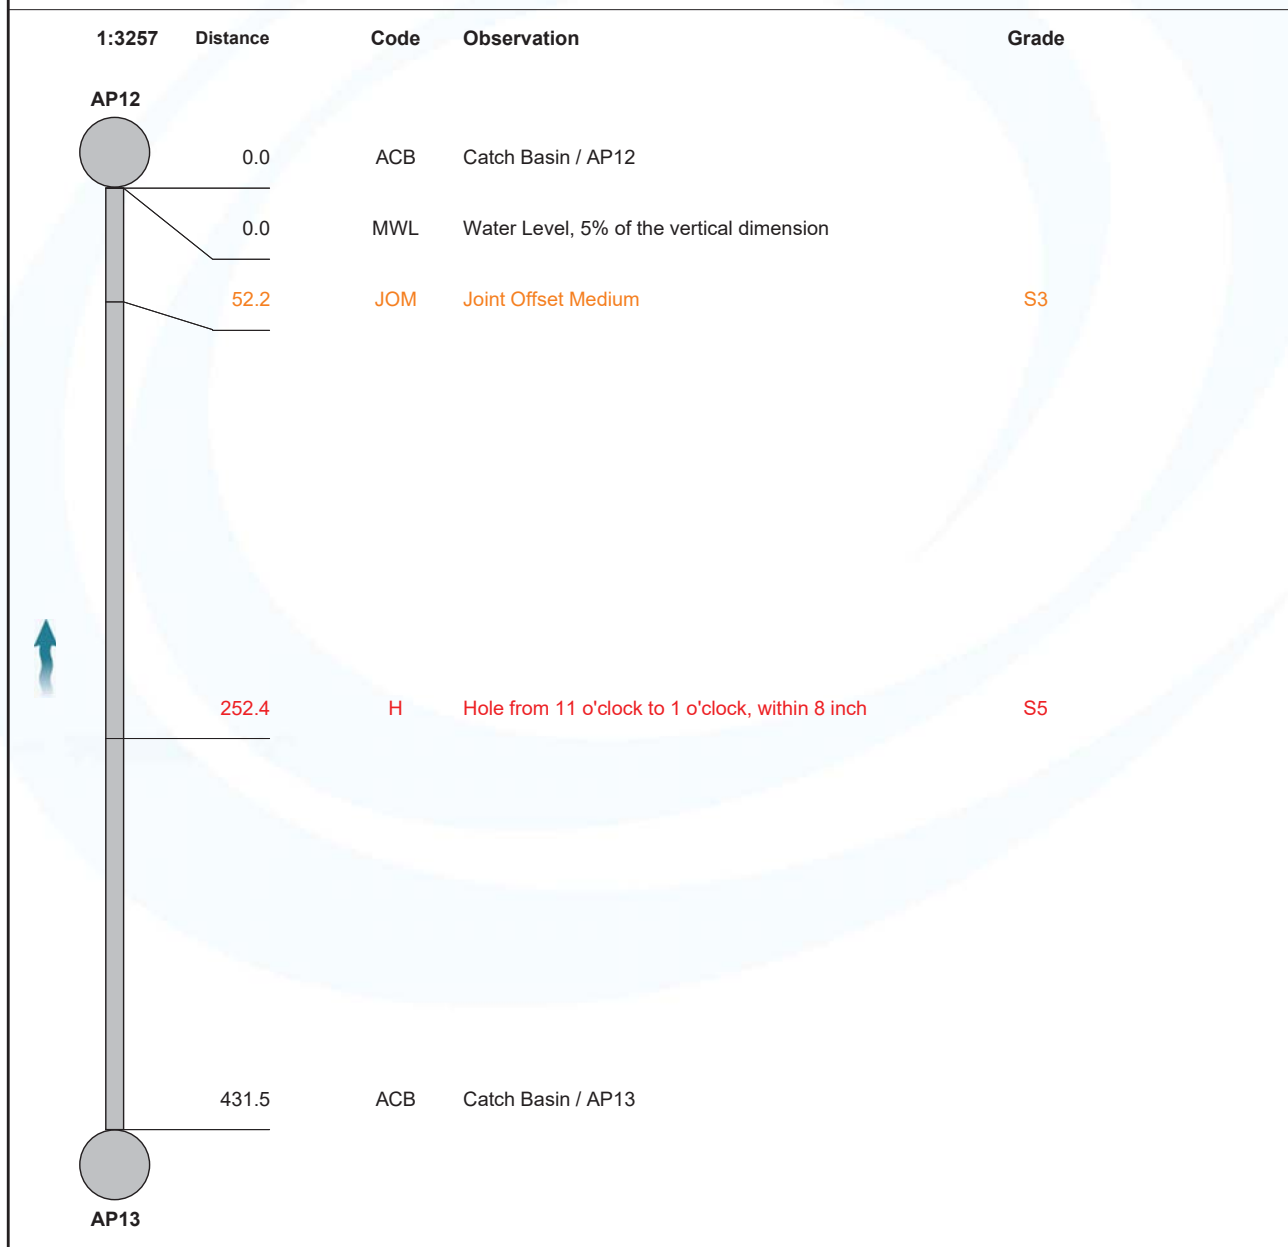 1:3257 Distance Code Observation Grade
AP12
0.0 ACB Catch Basin / AP12
0.0 MWL Water Level, 5% of the vertical dimension
52.2 JOM Joint Offset Medium S3
252.4 H Hole from 11 o'clock to 1 o'clock, within 8 inch S5
431.5 ACB Catch Basin / AP13
AP13